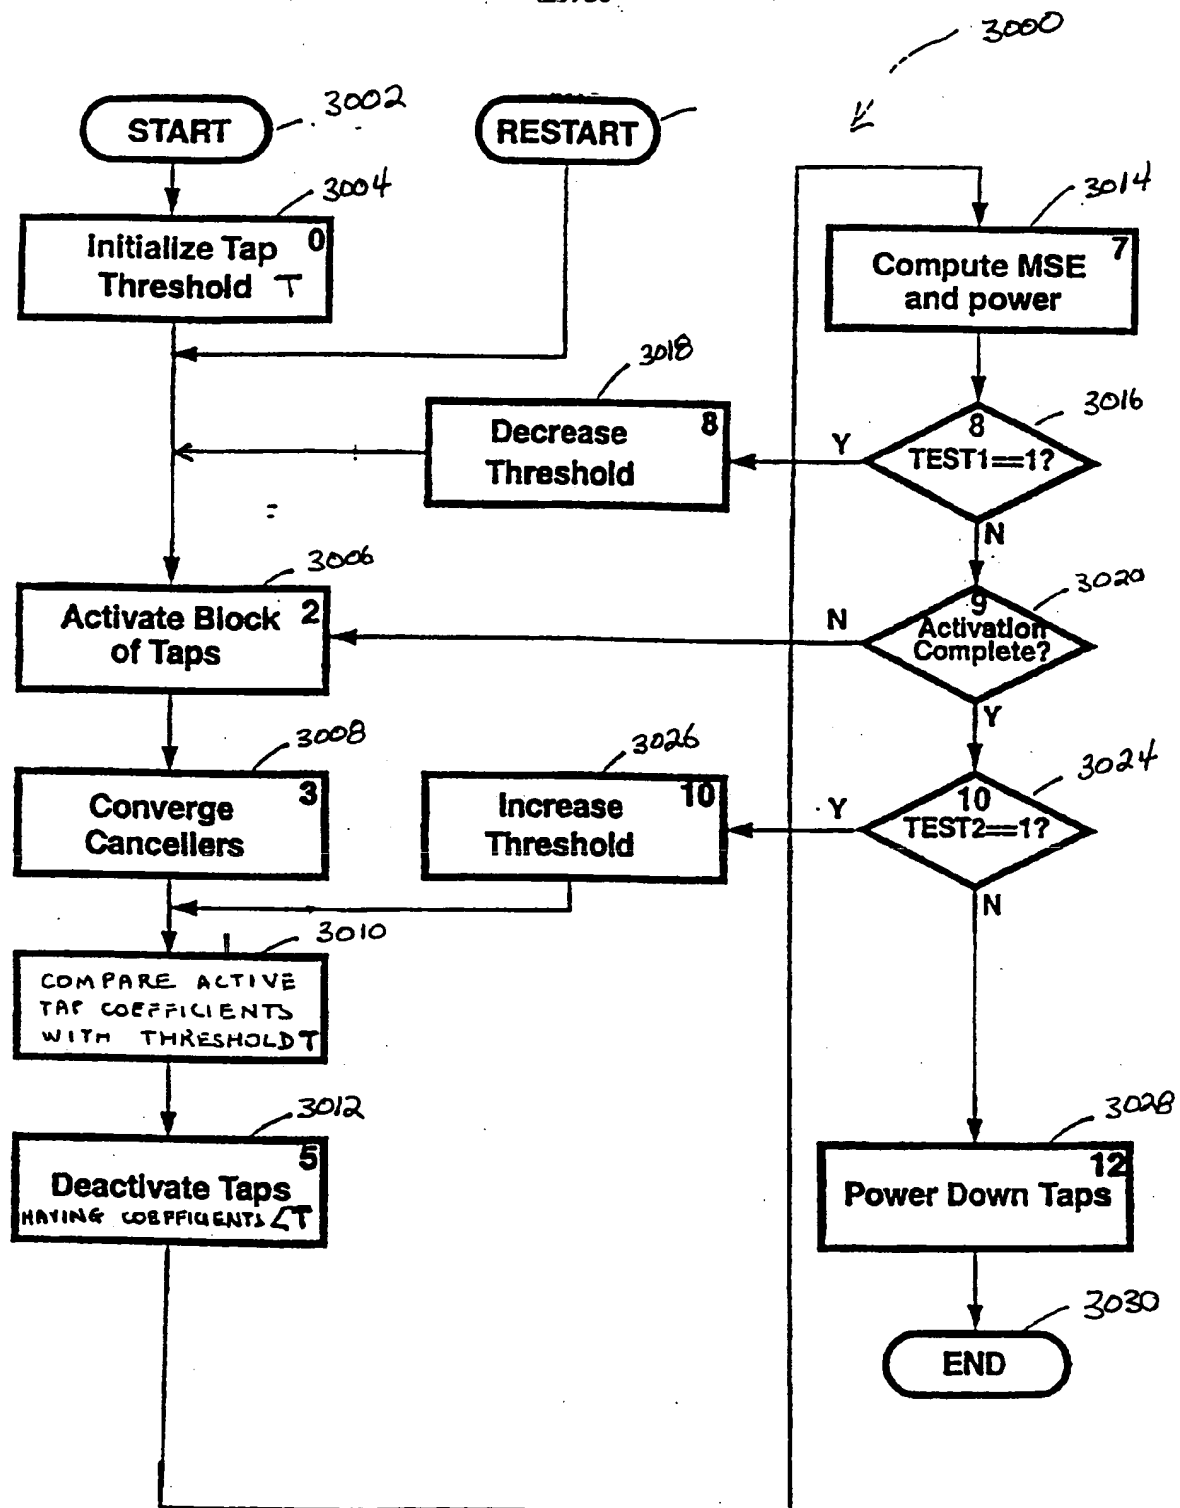 3000
START
3002
RESTART
3004
0
Initialize Tap
Threshold T
3014
7
Compute MSE
and power
3018
8
Decrease
Threshold
Y
3016
8
TEST1==1?
N
3006
2
Activate Block
of Taps
N
3020
9
Activation
Complete?
Y
3008
3
Converge
Cancellers
3026
10
Increase
Threshold
Y
3024
10
TEST2==1?
N
3010
COMPARE ACTIVE
TAP COEFFICIENTS
WITH THRESHOLD T
3012
5
Deactivate Taps
HAVING COEFFICIENTS <T
3028
12
Power Down Taps
3030
END